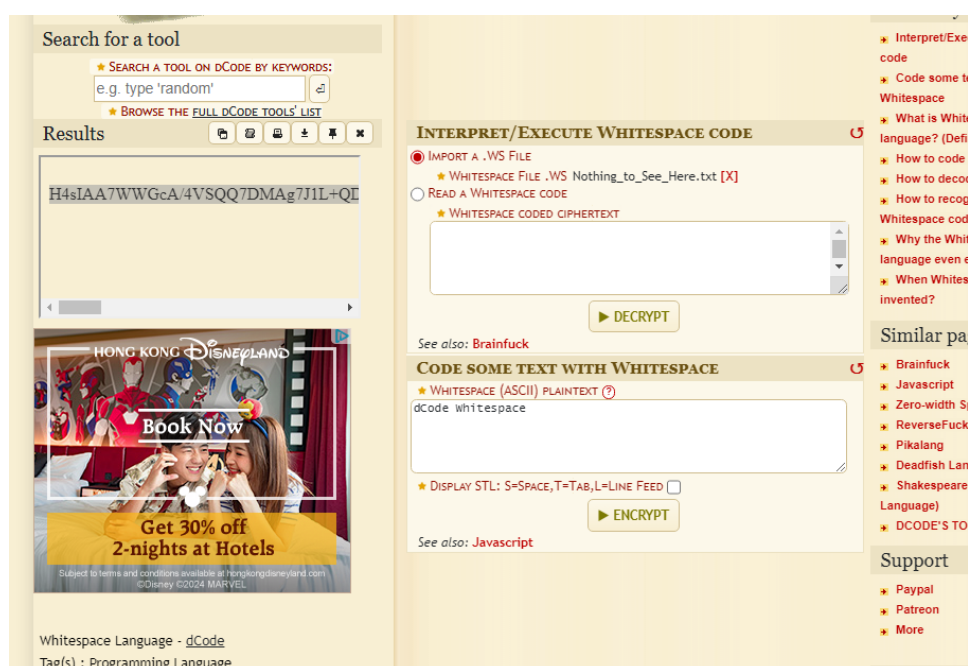 Search for a tool
★ SEARCH A TOOL ON DCODE BY KEYWORDS:
e.g. type 'random'
★ BROWSE THE FULL DCODE TOOLS' LIST
Results
H4sIAA7WWGcA/4VSQQ7DMAg7J1L+QD
HONG KONG DISNEYLAND
Book Now
Get 30% off
2-nights at Hotels
Subject to terms and conditions available at hongkongdisneyland.com
©Disney ©2024 MARVEL
Whitespace Language - dCode
Tag(s) : Programming Language
INTERPRET/EXECUTE WHITESPACE CODE
IMPORT A .WS FILE
★ WHITESPACE FILE .WS Nothing_to_See_Here.txt [X]
READ A WHITESPACE CODE
★ WHITESPACE CODED CIPHERTEXT
▶ DECRYPT
See also: Brainfuck
CODE SOME TEXT WITH WHITESPACE
★ WHITESPACE (ASCII) PLAINTEXT (?)
dCode Whitespace
★ DISPLAY STL: S=SPACE,T=TAB,L=LINE FEED
▶ ENCRYPT
See also: Javascript
Interpret/Exe
code
Code some te
Whitespace
What is White
language? (Defi
How to code
How to decod
How to recog
Whitespace cod
Why the Whit
language even e
When Whites
invented?
Similar pa
Brainfuck
Javascript
Zero-width S
ReverseFuck
Pikalang
Deadfish Lan
Shakespeare
Language)
DCODE'S TO
Support
Paypal
Patreon
More